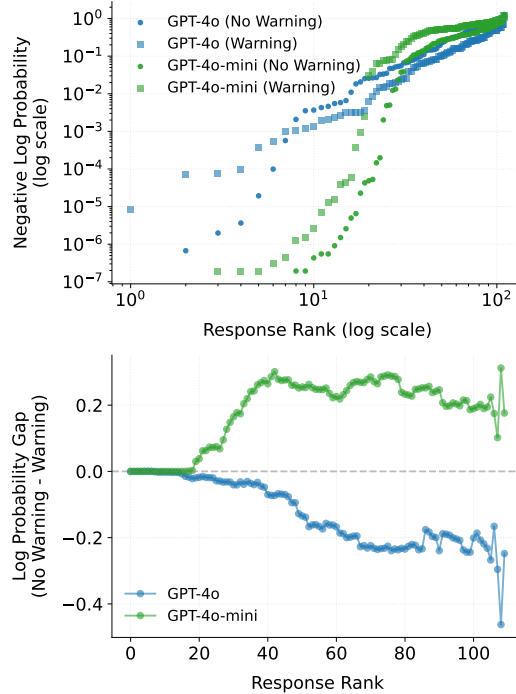 GPT-4o (No Warning)
GPT-4o (Warning)
GPT-4o-mini (No Warning)
GPT-4o-mini (Warning)
Negative Log Probability
(log scale)
10^0
10^−1
10^−2
10^−3
10^−4
10^−5
10^−6
10^−7
10^0
10^1
10^2
Response Rank (log scale)
Log Probability Gap
(No Warning - Warning)
0.2
0.0
−0.2
−0.4
GPT-4o
GPT-4o-mini
0
20
40
60
80
100
Response Rank